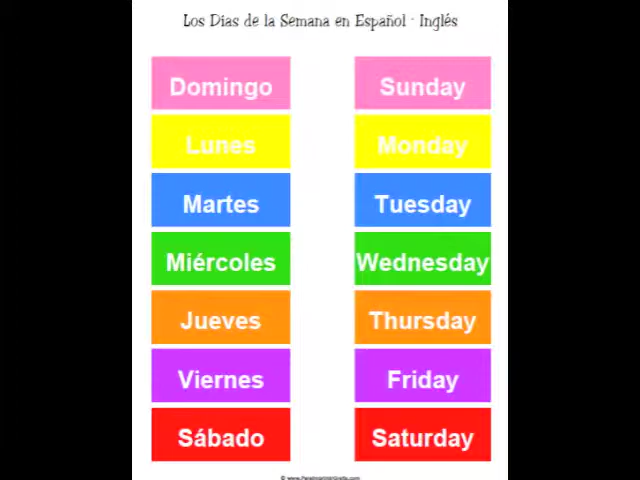 Los Días de la Semana en Español - Inglés
Domingo Sunday
Lunes Monday
Martes Tuesday
Miércoles Wednesday
Jueves Thursday
Viernes Friday
Sábado Saturday